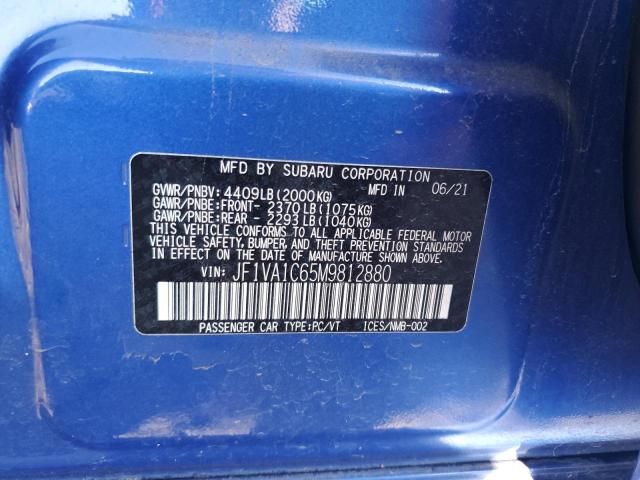 MFD BY SUBARU CORPORATION
GVWR/PNBV: 4409LB(2000KG) MFD IN 06/21
GAWR/PNBE:FRONT- 2370LB(1075KG)
GAWR/PNBE:REAR - 2293LB(1040KG)
THIS VEHICLE CONFORMS TO ALL APPLICABLE FEDERAL MOTOR
VEHICLE SAFETY, BUMPER, AND THEFT PREVENTION STANDARDS
IN EFFECT ON THE DATE OF MANUFACTURE SHOWN ABOVE.
VIN: JF1VA1C65M9812880
PASSENGER CAR TYPE:PC/VT ICES/NMB-002